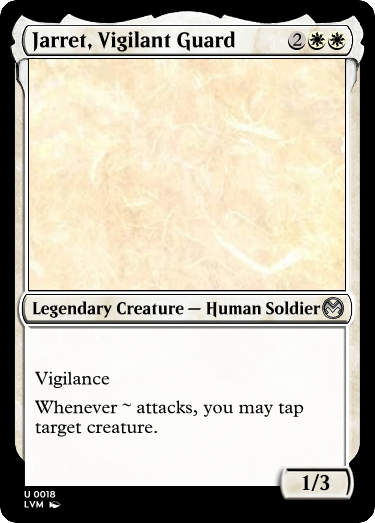 Jarret, Vigilant Guard 2
Legendary Creature — Human Soldier
Vigilance
Whenever ~ attacks, you may tap
target creature.
1/3
U 0018
LVM